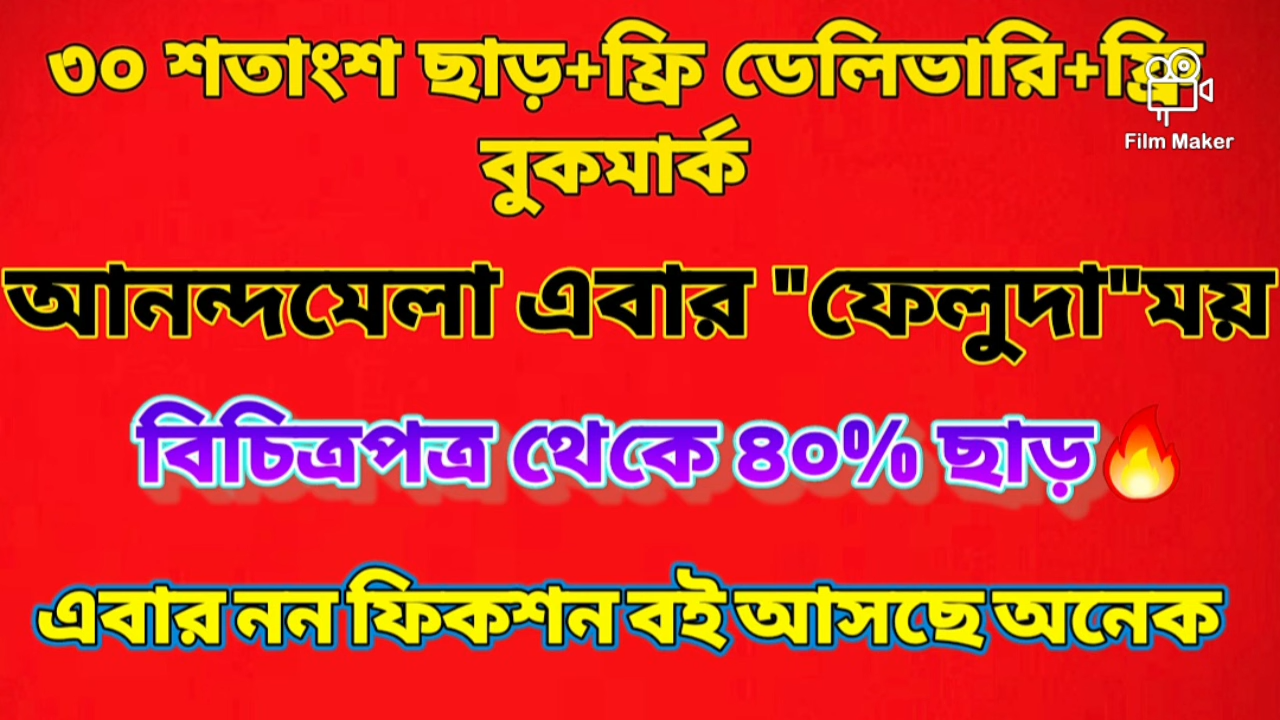 ৩০ শতাংশ ছাড়+ফ্রি ডেলিভারি+ফ্রি
Film Maker
বুকমার্ক
আনন্দমেলা এবার "ফেলুদা"ময়
বিচিত্রপত্র থেকে ৪০% ছাড়🔥
এবার নন ফিকশন বই আসছে অনেক